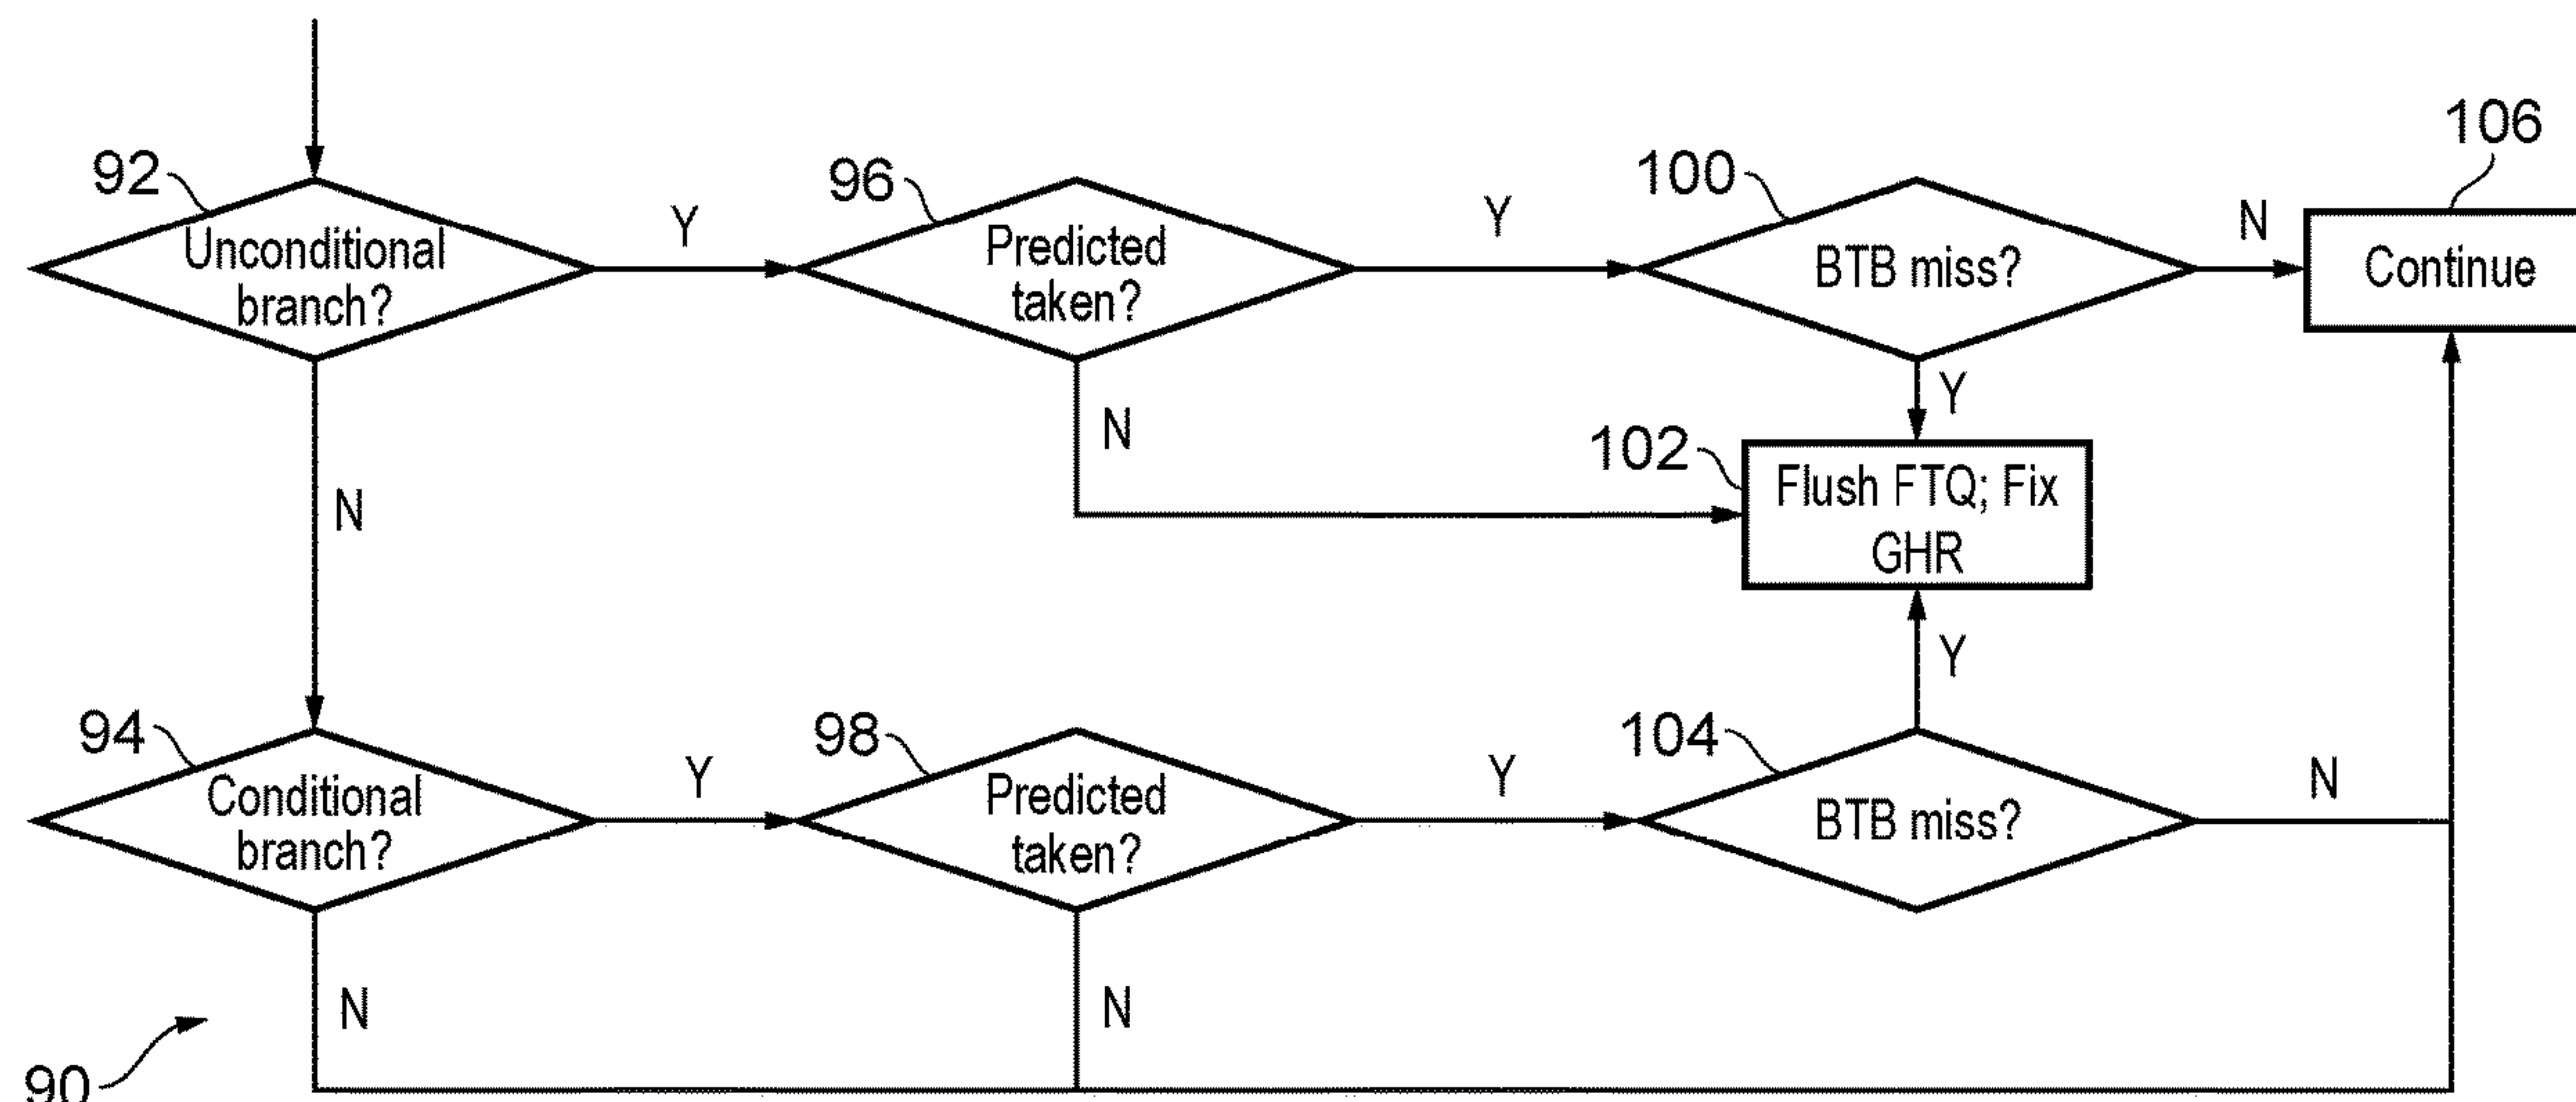 106
92
96
100
Y
Y
N
Unconditional
branch?
Predicted
taken?
BTB miss?
Continue
Y
N
102
Flush FTQ; Fix
GHR
N
Y
94
98
104
Y
Y
N
Conditional
branch?
Predicted
taken?
BTB miss?
N
N
90